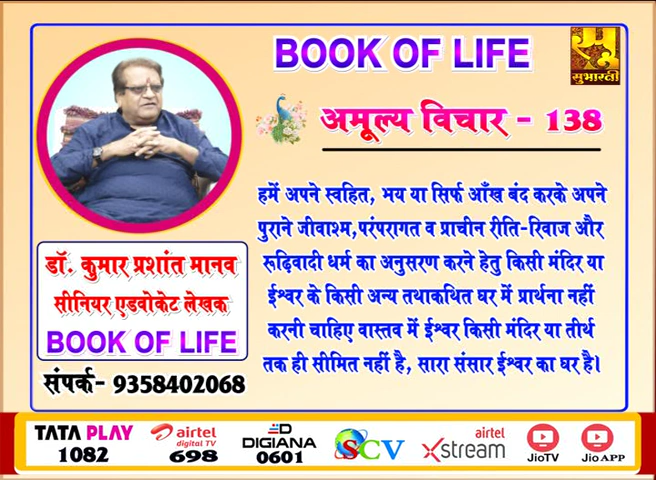 BOOK OF LIFE
सुभारती
अमूल्य विचार - 138
हमें अपने स्वहित, भय या सिर्फ आँख बंद करके अपने
पुराने जीवाश्म,परंपरागत व प्राचीन रीति-रिवाज और
रूढ़िवादी धर्म का अनुसरण करने हेतु किसी मंदिर या
ईश्वर के किसी अन्य तथाकथित घर में प्रार्थना नहीं
करनी चाहिए वास्तव में ईश्वर किसी मंदिर या तीर्थ
तक ही सीमित नहीं है, सारा संसार ईश्वर का घर है।
डॉ. कुमार प्रशांत मानव
सीनियर एडवोकेट लेखक
BOOK OF LIFE
संपर्क- 9358402068
TATA PLAY
1082
airtel
digital TV
698
DIGIANA
0601
SCV
airtel
Xstream
JioTV
Jio APP